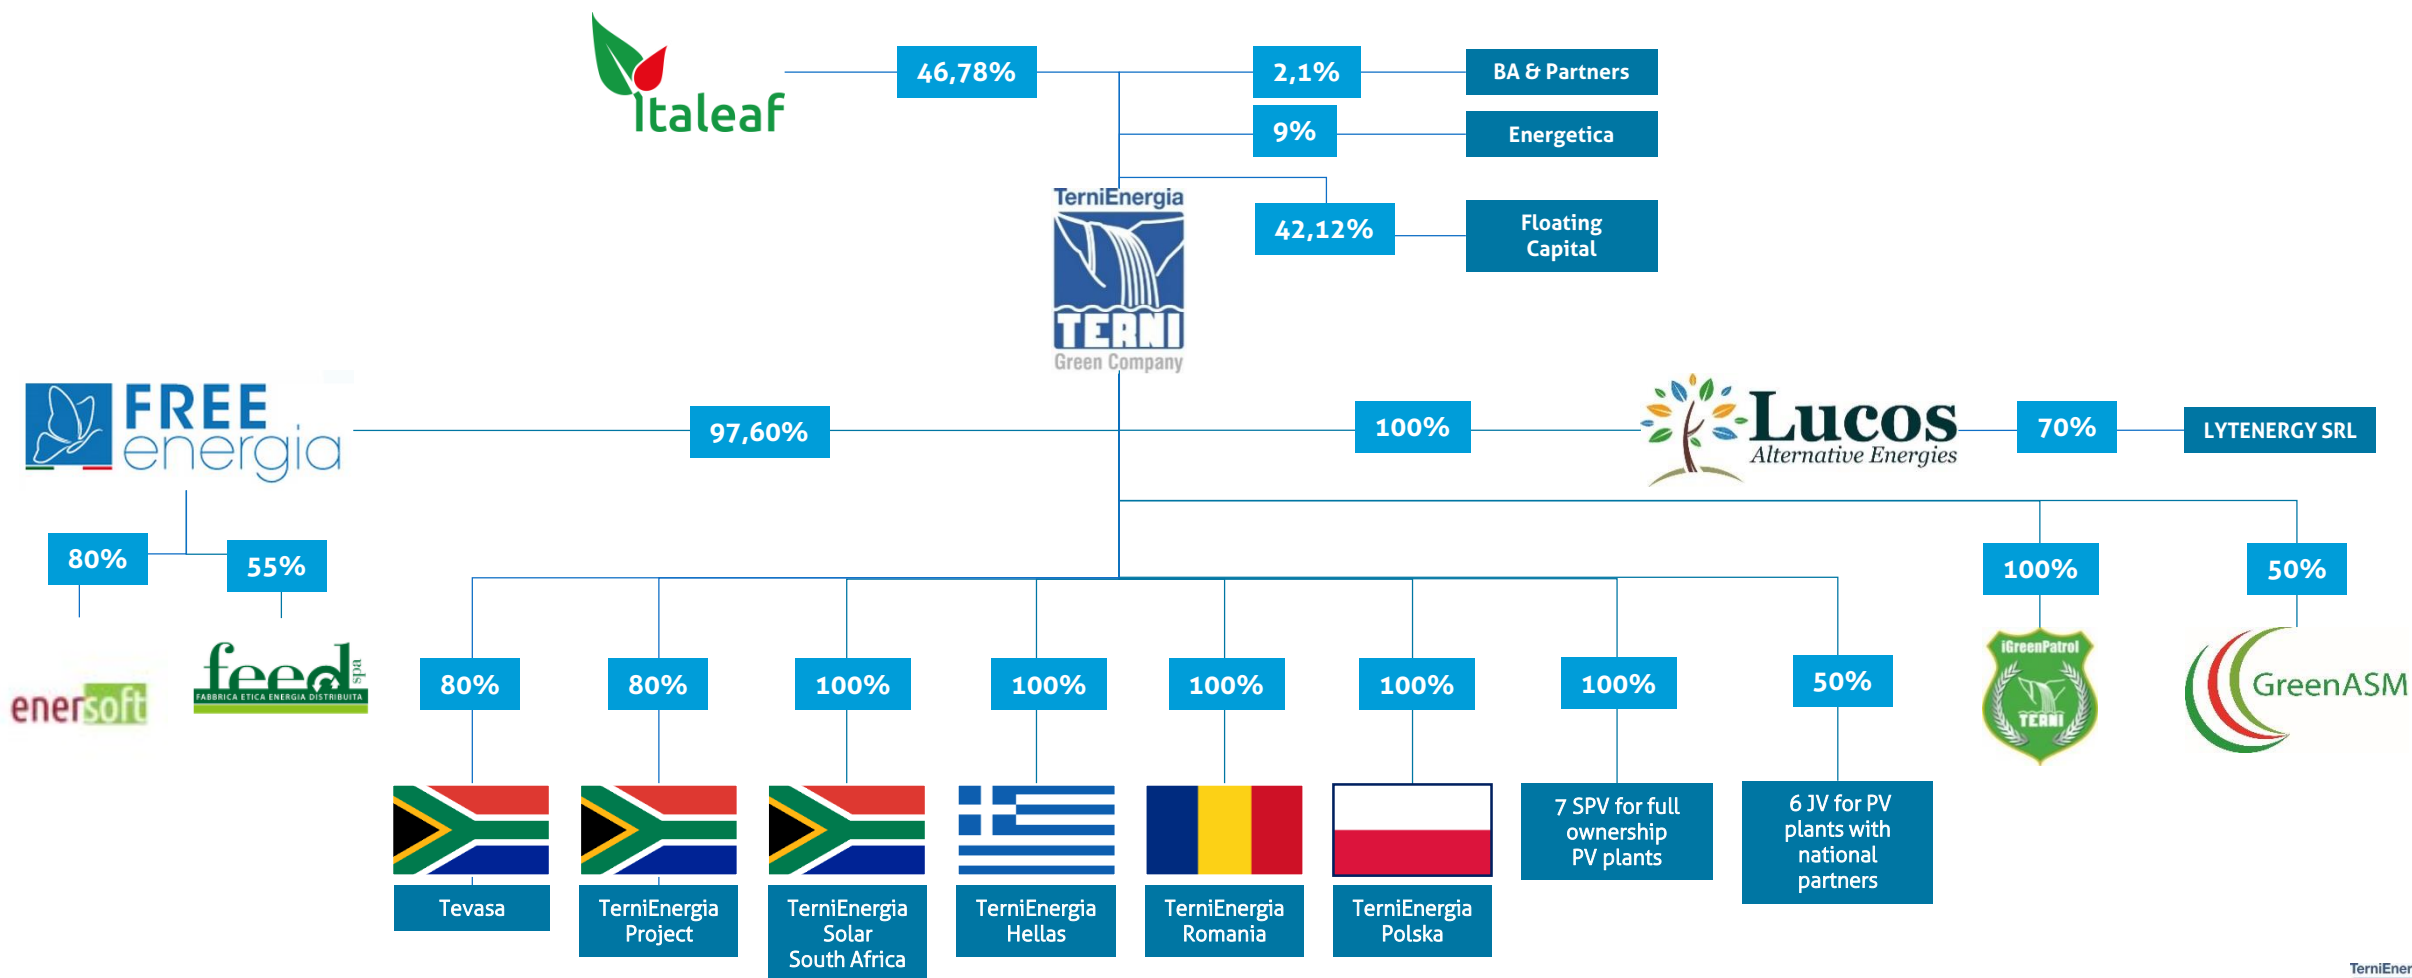 italeaf
46,78%
2,1%
BA & Partners
9%
Energetica
42,12%
Floating
Capital
TerniEnergia
TERNI
Green Company
FREE
energia
97,60%
100%
Lucos
Alternative Energies
70%
LYTENERGY SRL
80%
55%
enersoft
feed spa
FABBRICA ETICA ENERGIA DISTRIBUITA
100%
50%
iGreenPatrol
TERNI
GreenASM
80%
80%
100%
100%
100%
100%
100%
50%
Tevasa
TerniEnergia
Project
TerniEnergia
Solar
South Africa
TerniEnergia
Hellas
TerniEnergia
Romania
TerniEnergia
Polska
7 SPV for full
ownership
PV plants
6 JV for PV
plants with
national
partners
TerniEner